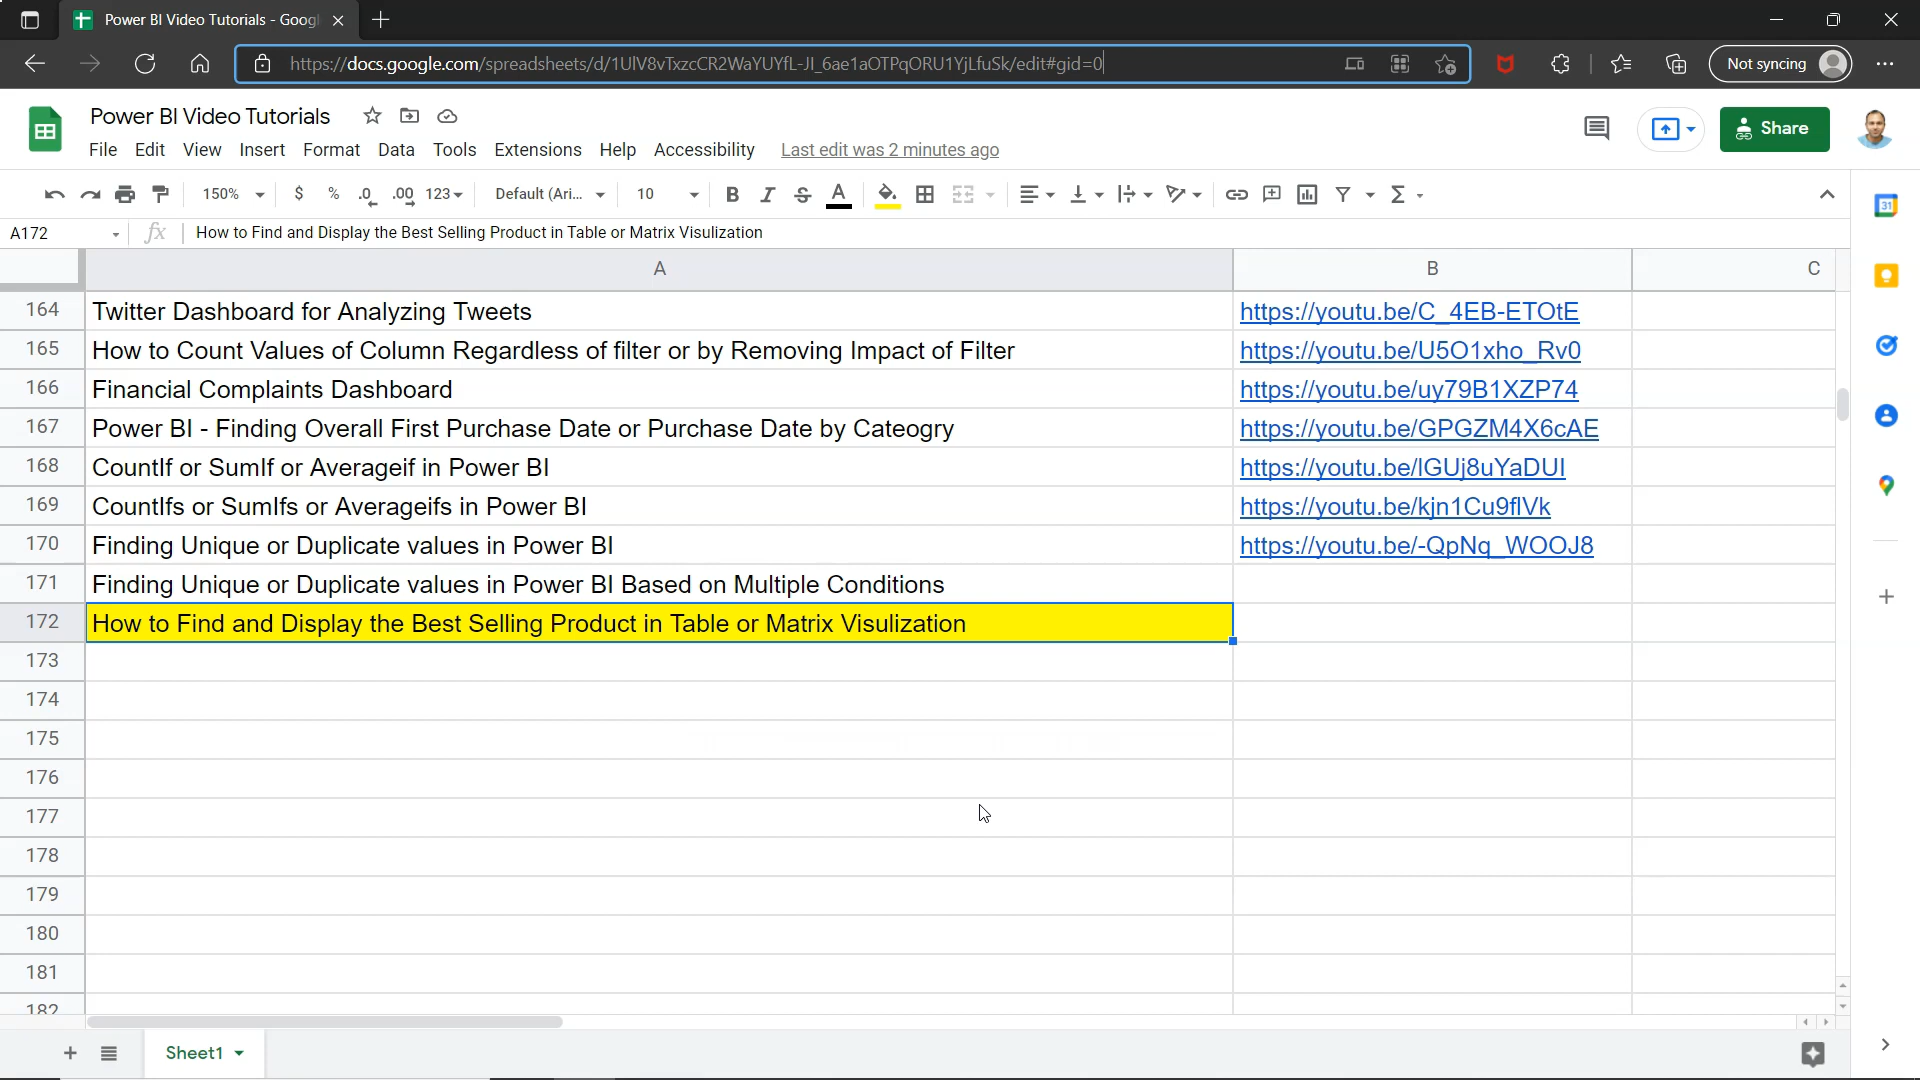 Power BI Video Tutorials - Googl
https://docs.google.com/spreadsheets/d/1UlV8vTxzcCR2WaYUYfL-JI_6ae1aOTPqORU1YjLfuSk/edit#gid=0
Not syncing
Power BI Video Tutorials
File Edit View Insert Format Data Tools Extensions Help Accessibility Last edit was 2 minutes ago
Share
150% $ % .0 .00 123 Default (Ari... 10 B I S A
A172 fx How to Find and Display the Best Selling Product in Table or Matrix Visulization
A B C
164 Twitter Dashboard for Analyzing Tweets https://youtu.be/C_4EB-ETOtE
165 How to Count Values of Column Regardless of filter or by Removing Impact of Filter https://youtu.be/U5O1xho_Rv0
166 Financial Complaints Dashboard https://youtu.be/uy79B1XZP74
167 Power BI - Finding Overall First Purchase Date or Purchase Date by Cateogry https://youtu.be/GPGZM4X6cAE
168 CountIf or SumIf or Averageif in Power BI https://youtu.be/IGUj8uYaDUI
169 CountIfs or SumIfs or Averageifs in Power BI https://youtu.be/kjn1Cu9flVk
170 Finding Unique or Duplicate values in Power BI https://youtu.be/-QpNq_WOOJ8
171 Finding Unique or Duplicate values in Power BI Based on Multiple Conditions
172 How to Find and Display the Best Selling Product in Table or Matrix Visulization
173
174
175
176
177
178
179
180
181
182
Sheet1